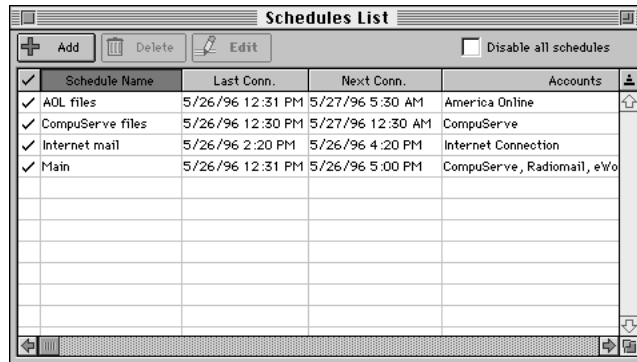 Schedules List
Add Delete Edit Disable all schedules
Schedule Name Last Conn. Next Conn. Accounts
AOL files 5/26/96 12:31 PM 5/27/96 5:30 AM America Online
CompuServe files 5/26/96 12:30 PM 5/27/96 12:30 AM CompuServe
Internet mail 5/26/96 2:20 PM 5/26/96 4:20 PM Internet Connection
Main 5/26/96 12:31 PM 5/26/96 5:00 PM CompuServe, Radiomail, eWo